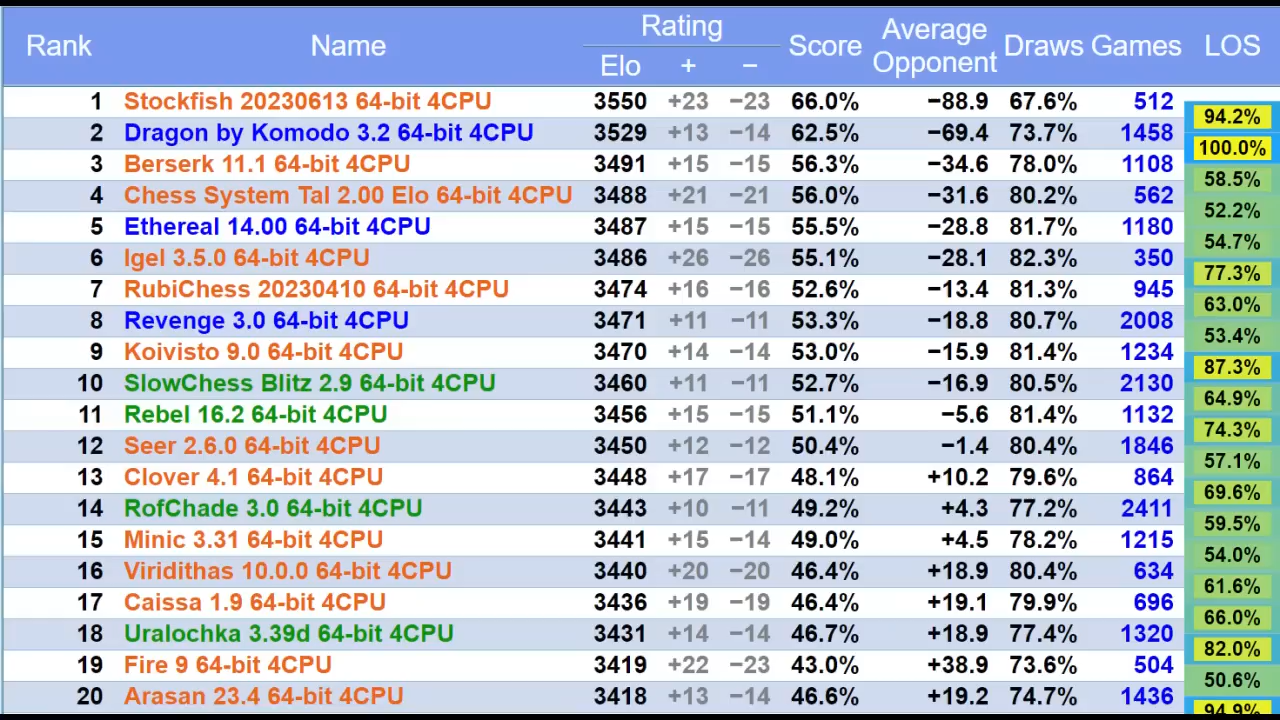 Rank Name Rating Score Average Opponent Draws Games LOS
Elo + −
1 Stockfish 20230613 64-bit 4CPU 3550 +23 −23 66.0% −88.9 67.6% 512
94.2%
2 Dragon by Komodo 3.2 64-bit 4CPU 3529 +13 −14 62.5% −69.4 73.7% 1458
100.0%
3 Berserk 11.1 64-bit 4CPU 3491 +15 −15 56.3% −34.6 78.0% 1108
58.5%
4 Chess System Tal 2.00 Elo 64-bit 4CPU 3488 +21 −21 56.0% −31.6 80.2% 562
52.2%
5 Ethereal 14.00 64-bit 4CPU 3487 +15 −15 55.5% −28.8 81.7% 1180
54.7%
6 Igel 3.5.0 64-bit 4CPU 3486 +26 −26 55.1% −28.1 82.3% 350
77.3%
7 RubiChess 20230410 64-bit 4CPU 3474 +16 −16 52.6% −13.4 81.3% 945
63.0%
8 Revenge 3.0 64-bit 4CPU 3471 +11 −11 53.3% −18.8 80.7% 2008
53.4%
9 Koivisto 9.0 64-bit 4CPU 3470 +14 −14 53.0% −15.9 81.4% 1234
87.3%
10 SlowChess Blitz 2.9 64-bit 4CPU 3460 +11 −11 52.7% −16.9 80.5% 2130
64.9%
11 Rebel 16.2 64-bit 4CPU 3456 +15 −15 51.1% −5.6 81.4% 1132
74.3%
12 Seer 2.6.0 64-bit 4CPU 3450 +12 −12 50.4% −1.4 80.4% 1846
57.1%
13 Clover 4.1 64-bit 4CPU 3448 +17 −17 48.1% +10.2 79.6% 864
69.6%
14 RofChade 3.0 64-bit 4CPU 3443 +10 −11 49.2% +4.3 77.2% 2411
59.5%
15 Minic 3.31 64-bit 4CPU 3441 +15 −14 49.0% +4.5 78.2% 1215
54.0%
16 Viridithas 10.0.0 64-bit 4CPU 3440 +20 −20 46.4% +18.9 80.4% 634
61.6%
17 Caissa 1.9 64-bit 4CPU 3436 +19 −19 46.4% +19.1 79.9% 696
66.0%
18 Uralochka 3.39d 64-bit 4CPU 3431 +14 −14 46.7% +18.9 77.4% 1320
82.0%
19 Fire 9 64-bit 4CPU 3419 +22 −23 43.0% +38.9 73.6% 504
50.6%
20 Arasan 23.4 64-bit 4CPU 3418 +13 −14 46.6% +19.2 74.7% 1436
94.9%